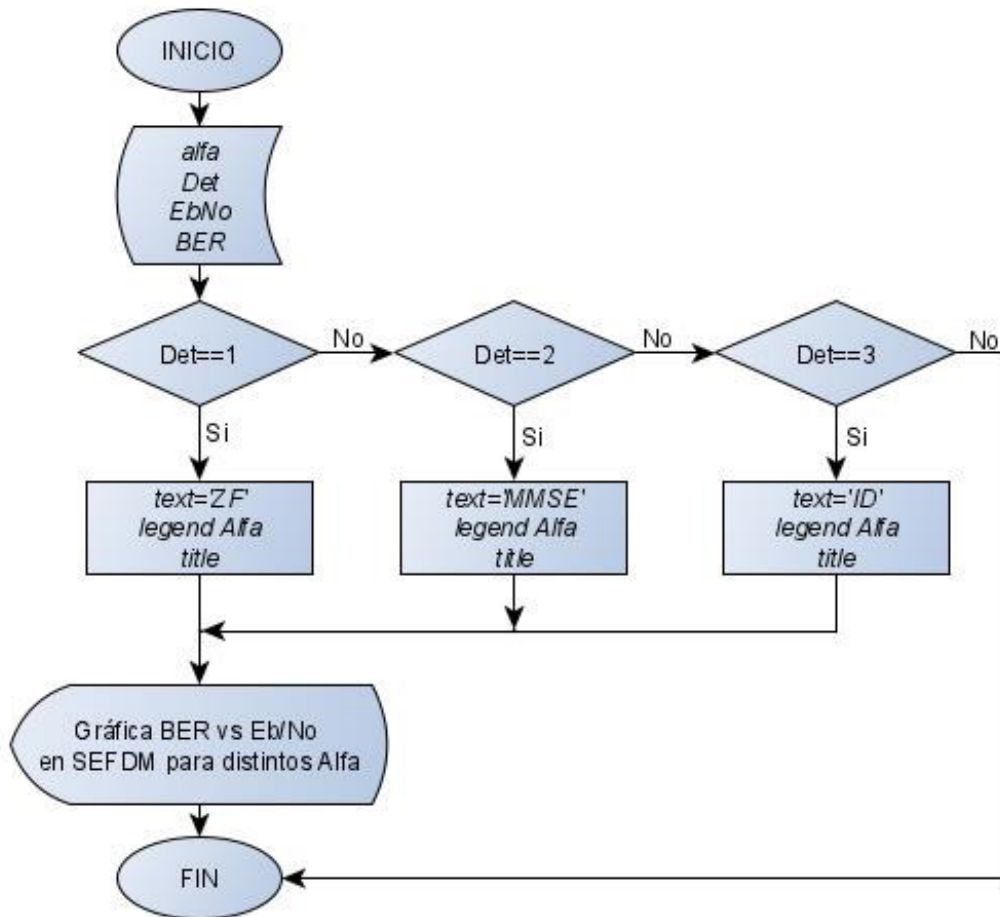 INICIO
alfa
Det
EbNo
BER
Det==1
No
Det==2
No
Det==3
No
Si
Si
Si
text='ZF'
legend Alfa
title
text='MMSE'
legend Alfa
title
text='ID'
legend Alfa
title
Gráfica BER vs Eb/No
en SEFDM para distintos Alfa
FIN